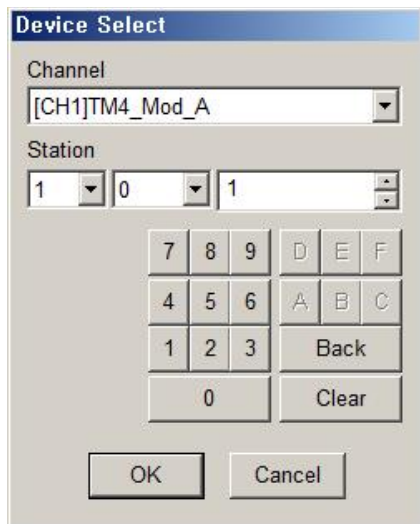 Device Select
Channel
[CH1]TM4_Mod_A
Station
1 0 1
7 8 9 D E F
4 5 6 A B C
1 2 3 Back
0 Clear
OK Cancel